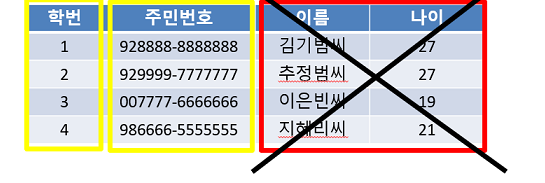 학번 주민번호 이름 나이
1 928888-8888888 김기범씨 27
2 929999-7777777 추정범씨 27
3 007777-6666666 이은빈씨 19
4 986666-5555555 지혜리씨 21